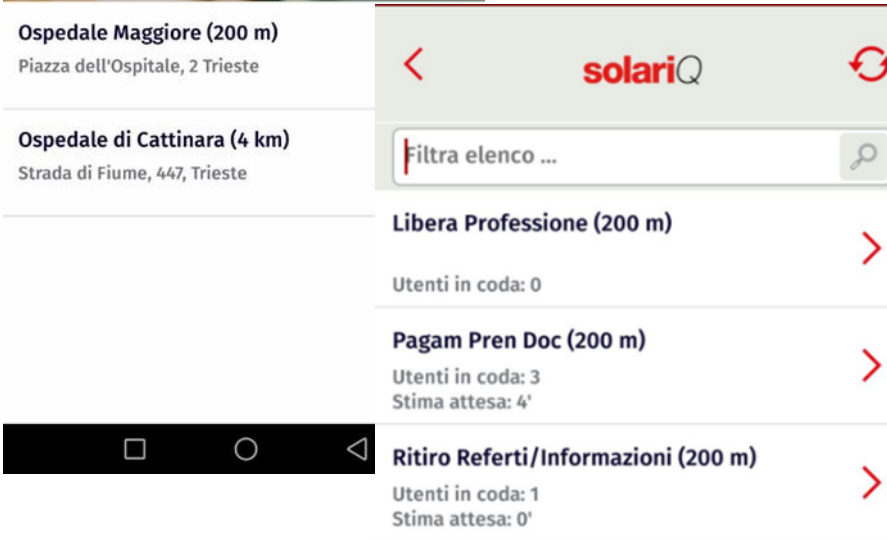 Ospedale Maggiore (200 m)
Piazza dell'Ospitale, 2 Trieste
Ospedale di Cattinara (4 km)
Strada di Fiume, 447, Trieste
solariQ
Filtra elenco ...
Libera Professione (200 m)
Utenti in coda: 0
Pagam Pren Doc (200 m)
Utenti in coda: 3
Stima attesa: 4'
Ritiro Referti/Informazioni (200 m)
Utenti in coda: 1
Stima attesa: 0'